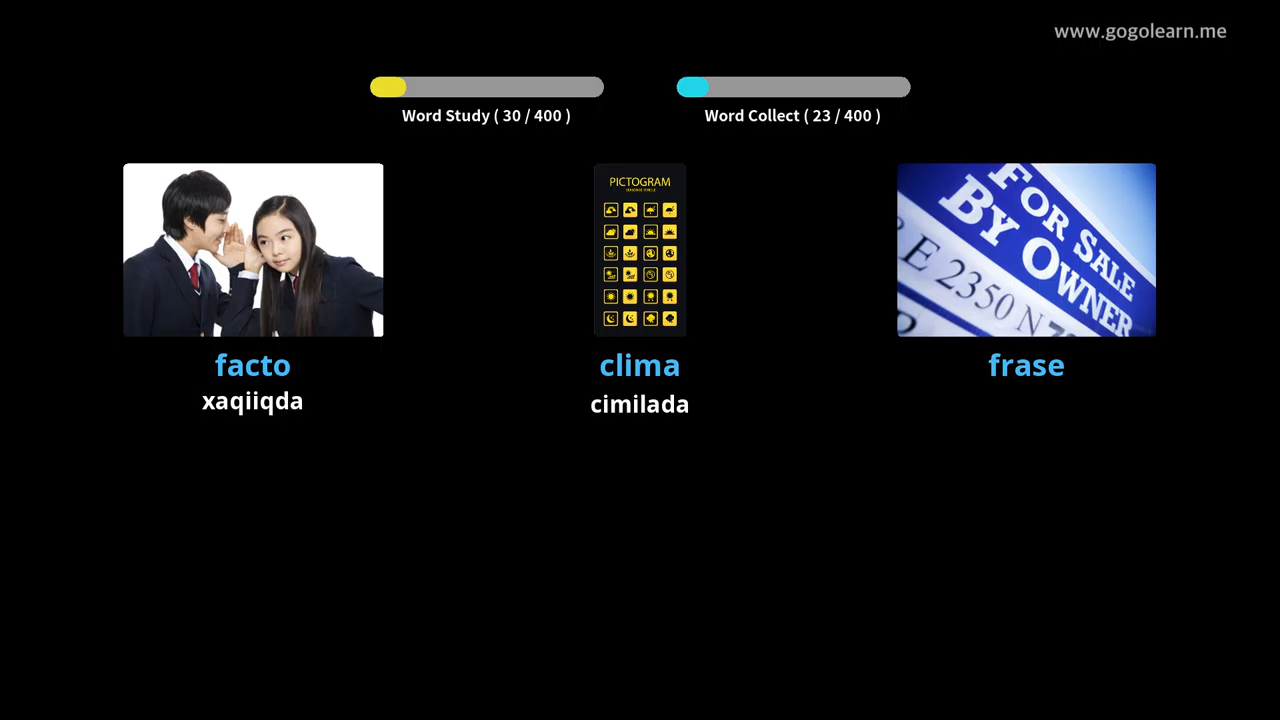 www.gogolearn.me
Word Study ( 30 / 400 )
Word Collect ( 23 / 400 )
PICTOGRAM
FOR SALE
BY OWNER
E 2350 N
facto
clima
frase
xaqiiqda
cimilada